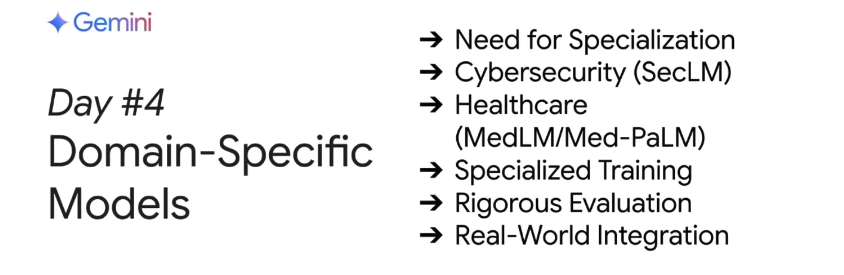 Gemini
Day #4
Domain-Specific
Models
➔ Need for Specialization
➔ Cybersecurity (SecLM)
➔ Healthcare
(MedLM/Med-PaLM)
➔ Specialized Training
➔ Rigorous Evaluation
➔ Real-World Integration